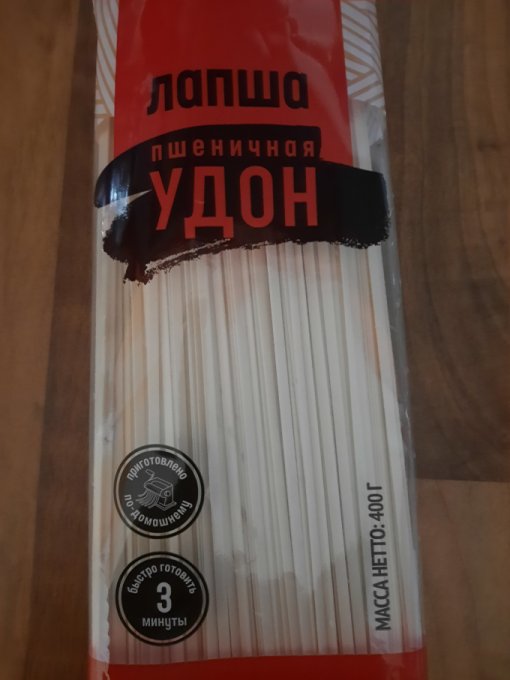 лапша
пшеничная
УДОН
приготовлено
по-домашнему
быстро готовить
3
минуты
МАССА НЕТТО: 400 Г